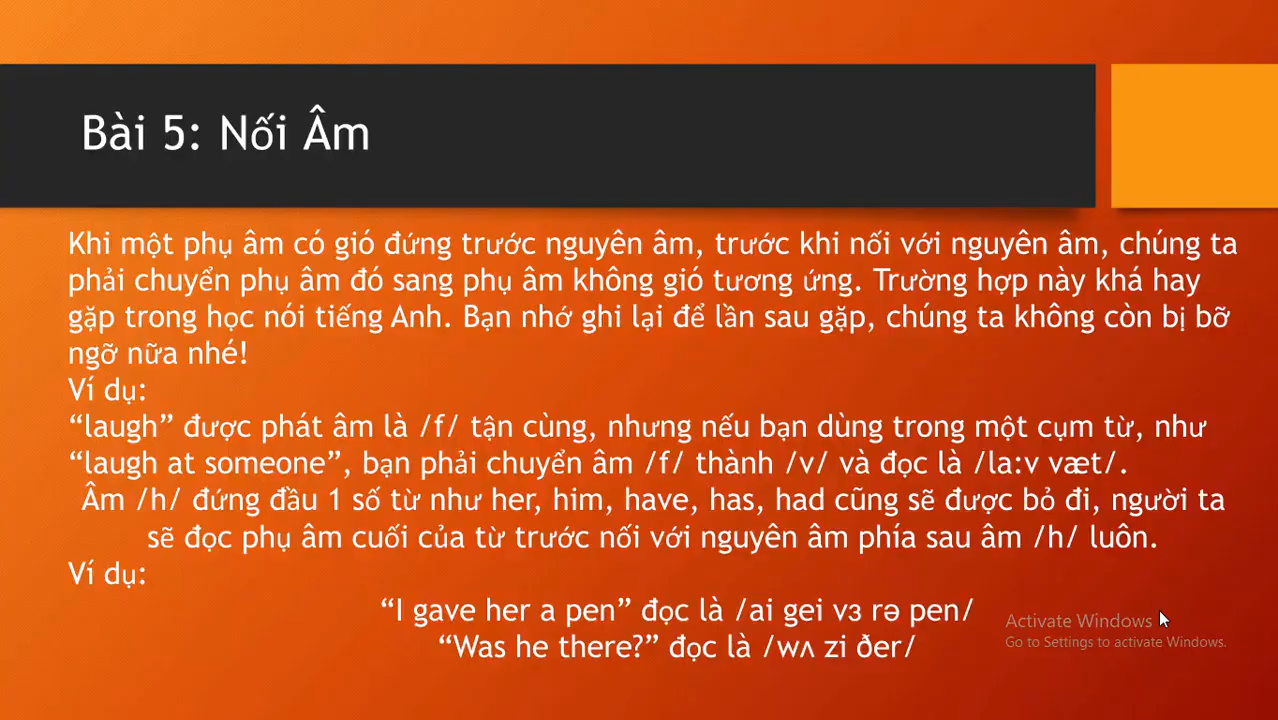 Bài 5: Nối Âm
Khi một phụ âm có gió đứng trước nguyên âm, trước khi nối với nguyên âm, chúng ta
phải chuyển phụ âm đó sang phụ âm không gió tương ứng. Trường hợp này khá hay
gặp trong học nói tiếng Anh. Bạn nhớ ghi lại để lần sau gặp, chúng ta không còn bị bỡ
ngỡ nữa nhé!
Ví dụ:
“laugh” được phát âm là /f/ tận cùng, nhưng nếu bạn dùng trong một cụm từ, như
“laugh at someone”, bạn phải chuyển âm /f/ thành /v/ và đọc là /la:v væt/.
Âm /h/ đứng đầu 1 số từ như her, him, have, has, had cũng sẽ được bỏ đi, người ta
sẽ đọc phụ âm cuối của từ trước nối với nguyên âm phía sau âm /h/ luôn.
Ví dụ:
“I gave her a pen” đọc là /ai gei vɜ rə pen/
“Was he there?” đọc là /wʌ zi ðer/
Activate Windows
Go to Settings to activate Windows.